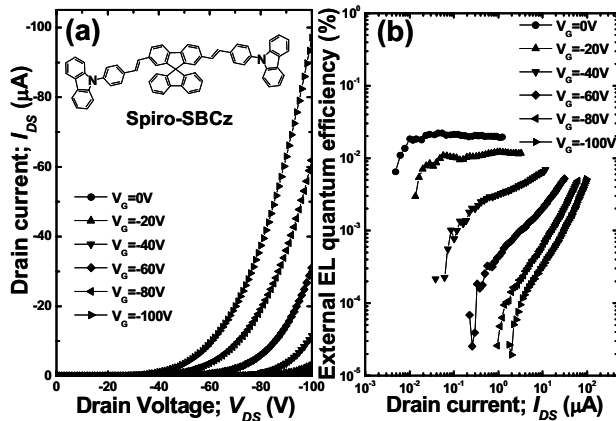 (a)
Spiro-SBCz
V_G=0V
V_G=-20V
V_G=-40V
V_G=-60V
V_G=-80V
V_G=-100V
Drain current; I_DS (μA)
-100
-80
-60
-40
-20
0
0 -20 -40 -60 -80 -100
Drain Voltage; V_DS (V)
N
N
(b)
V_G=0V
V_G=-20V
V_G=-40V
V_G=-60V
V_G=-80V
V_G=-100V
External EL quantum efficiency (%)
10^0
10^-1
10^-2
10^-3
10^-4
10^-5
10^-3 10^-2 10^-1 10^0 10^1 10^2
Drain current; I_DS (μA)